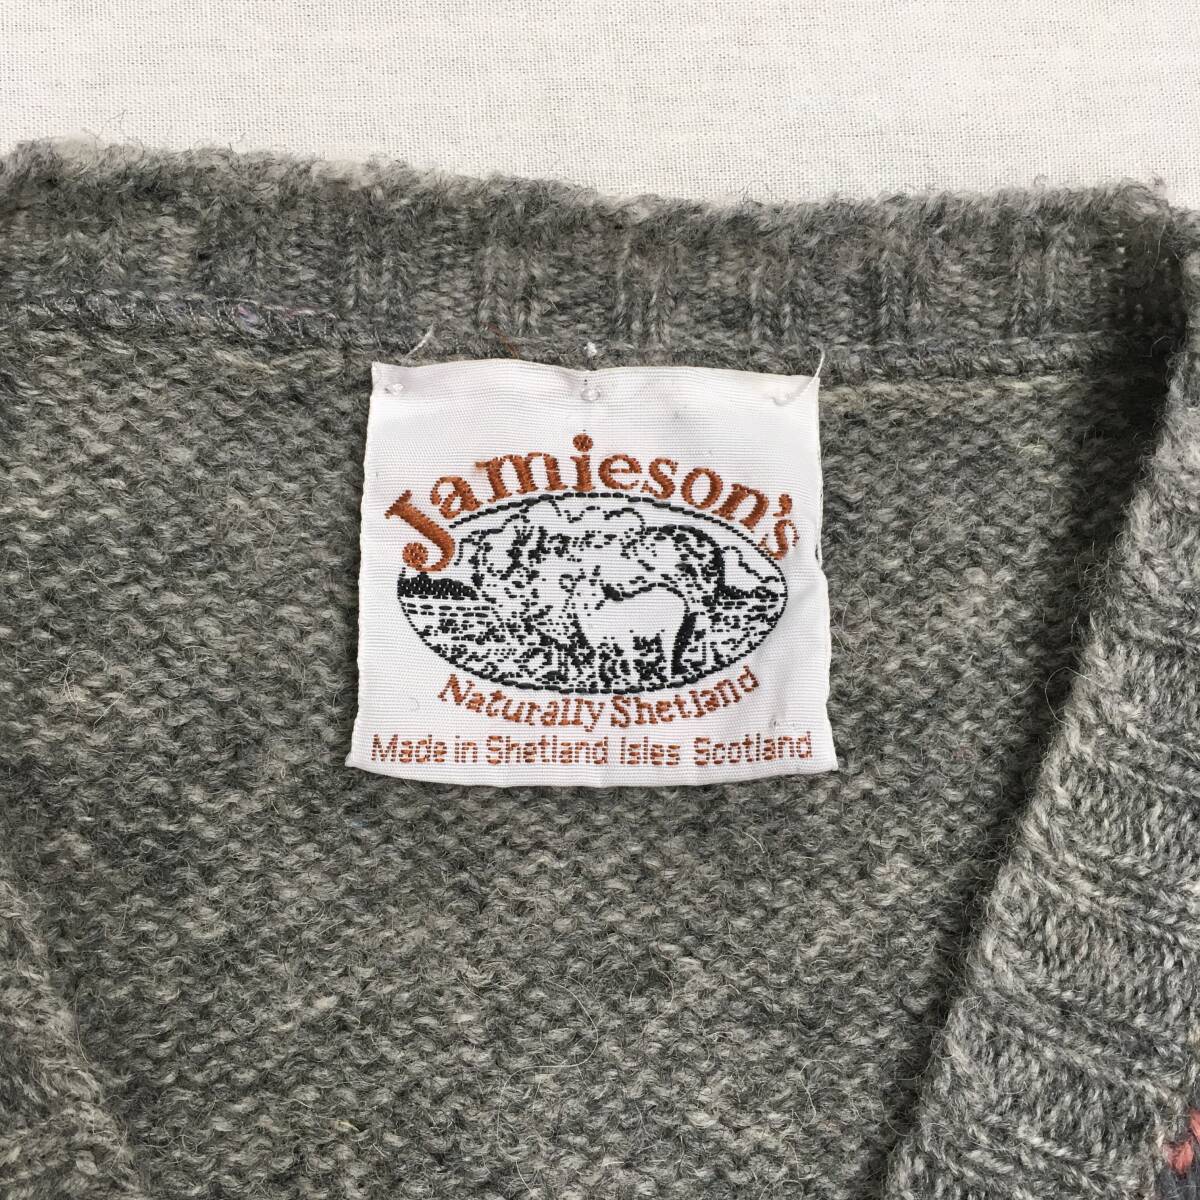 Jamieson's
Naturally Shetland
Made in Shetland Isles Scotland